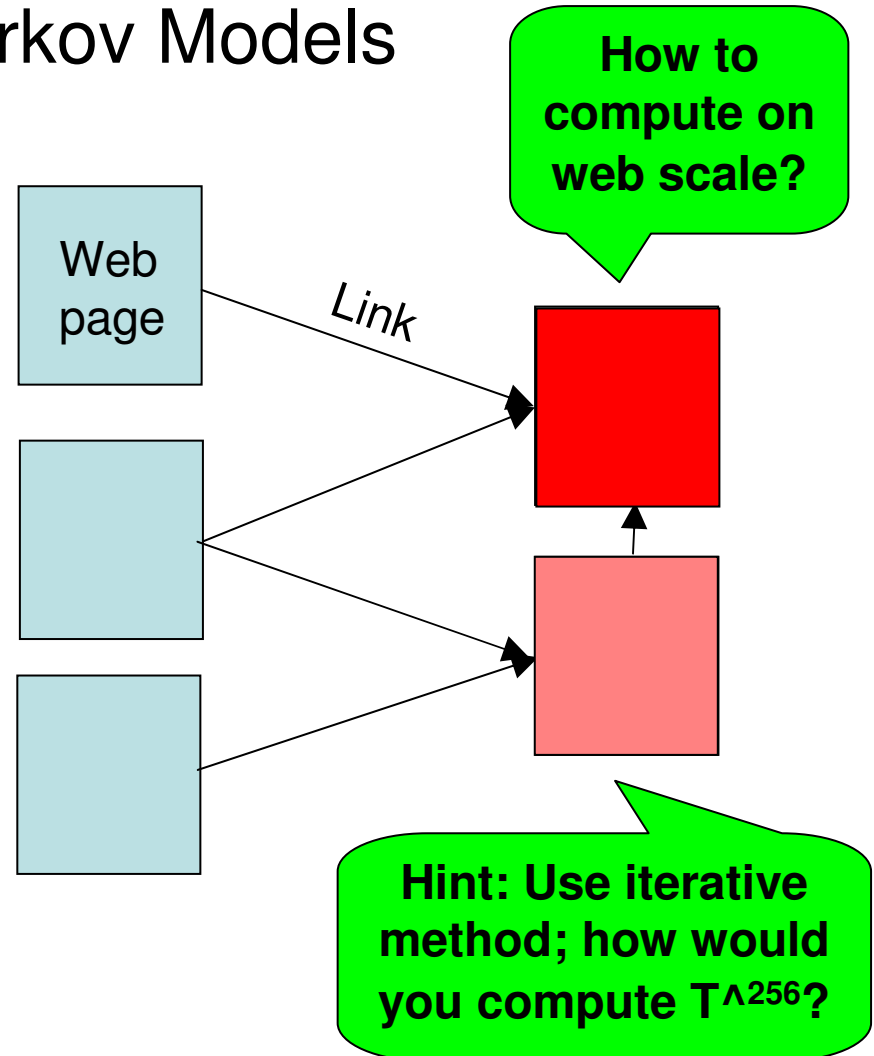 rkov Models
How to
compute on
web scale?
Web
page
Link
Hint: Use iterative
method; how would
you compute T^256?